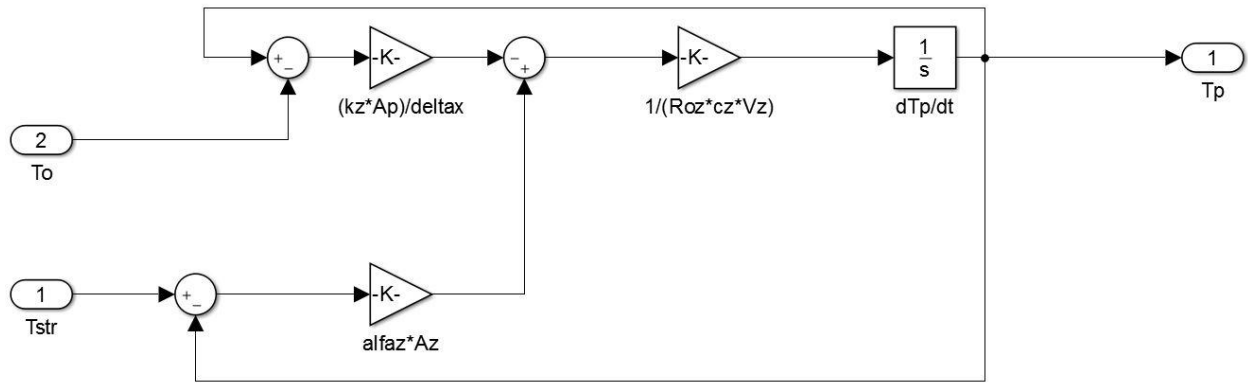 +
−
-K-
(kz*Ap)/deltax
−
+
-K-
1/(Roz*cz*Vz)
1
s
dTp/dt
1
Tp
2
To
1
Tstr
+
−
-K-
alfaz*Az